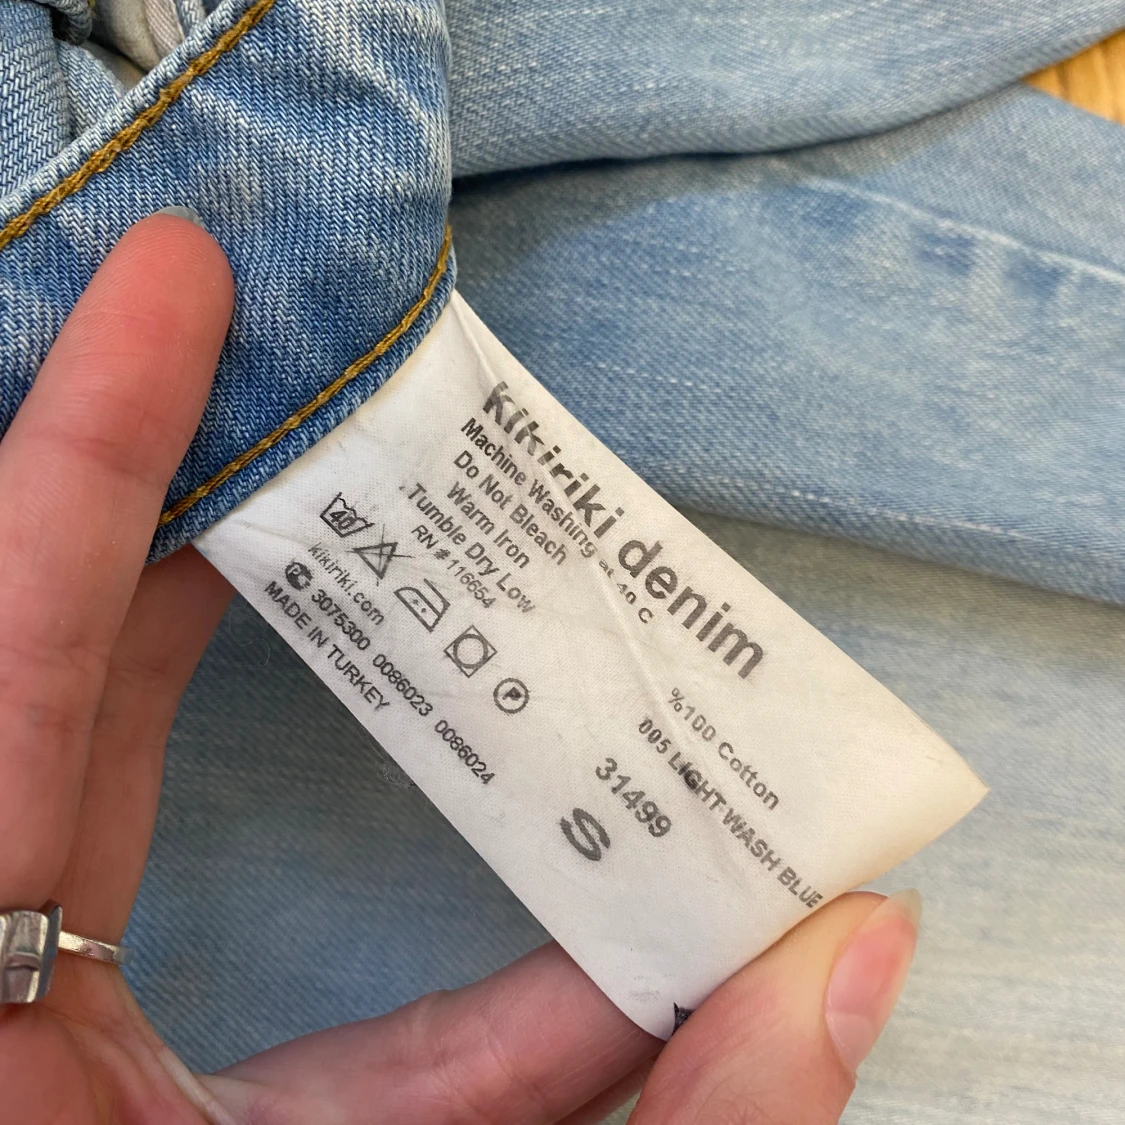 kikiriki denim
Machine Washing at 40 C
Do Not Bleach
Warm Iron
Tumble Dry Low
RN # 116654
40
P
kikiriki.com
3075300 0086023 0086024
MADE IN TURKEY
%100 Cotton
005 LIGHT WASH BLUE
31499
S